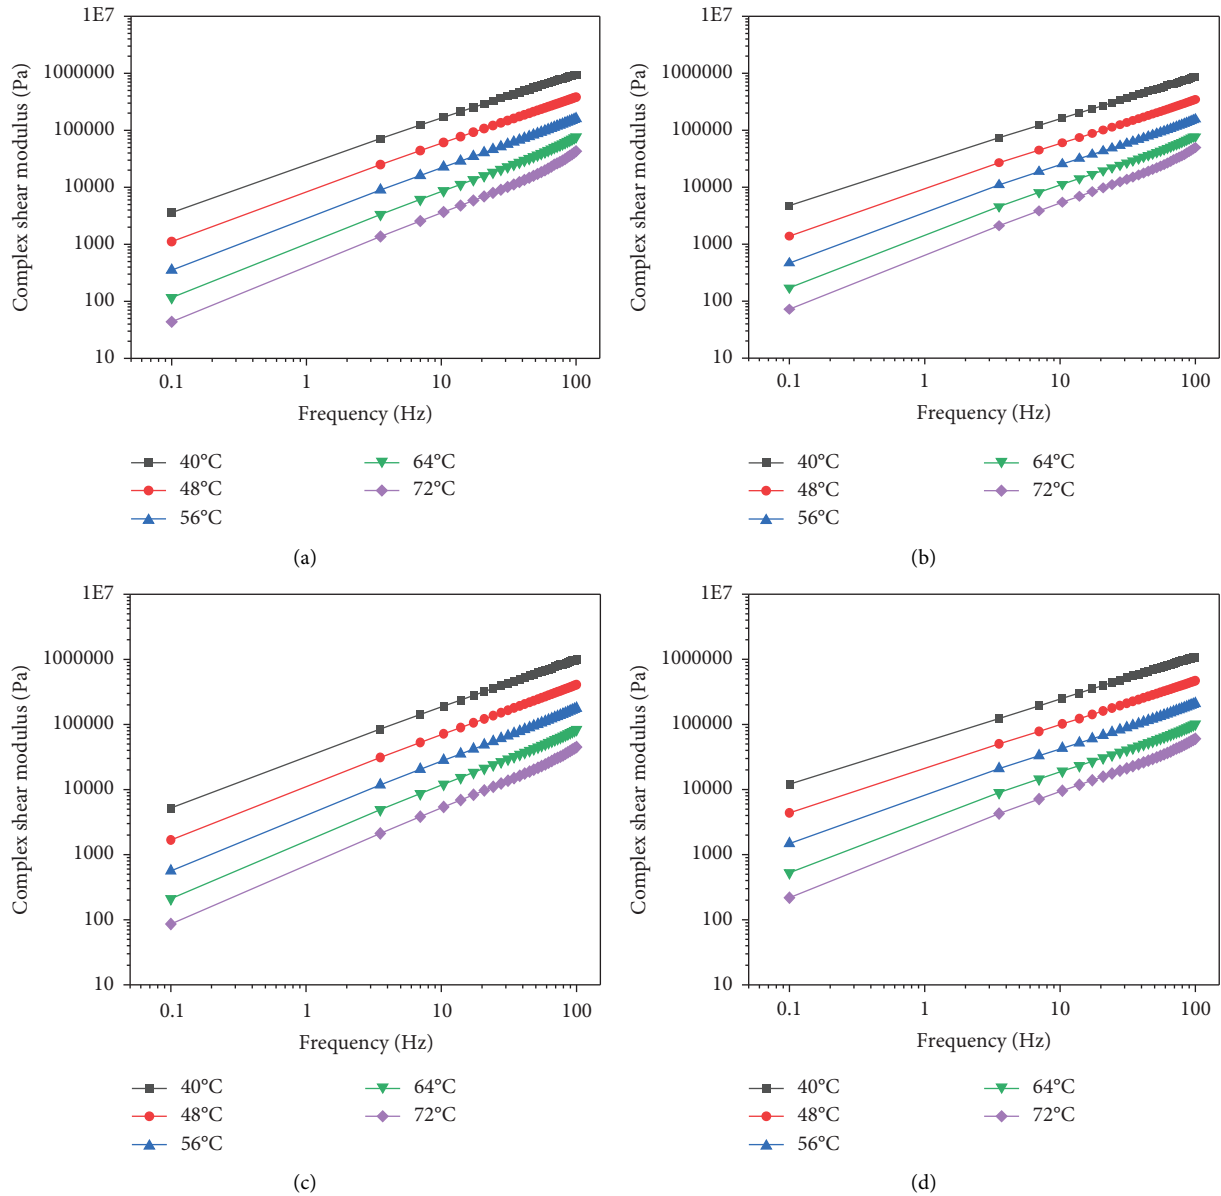 1E7
1000000
100000
10000
1000
100
10
Complex shear modulus (Pa)
0.1 1 10 100
Frequency (Hz)
40°C 64°C
48°C 72°C
56°C
(a)
1E7
1000000
100000
10000
1000
100
10
Complex shear modulus (Pa)
0.1 1 10 100
Frequency (Hz)
40°C 64°C
48°C 72°C
56°C
(b)
1E7
1000000
100000
10000
1000
100
10
Complex shear modulus (Pa)
0.1 1 10 100
Frequency (Hz)
40°C 64°C
48°C 72°C
56°C
(c)
1E7
1000000
100000
10000
1000
100
10
Complex shear modulus (Pa)
0.1 1 10 100
Frequency (Hz)
40°C 64°C
48°C 72°C
56°C
(d)